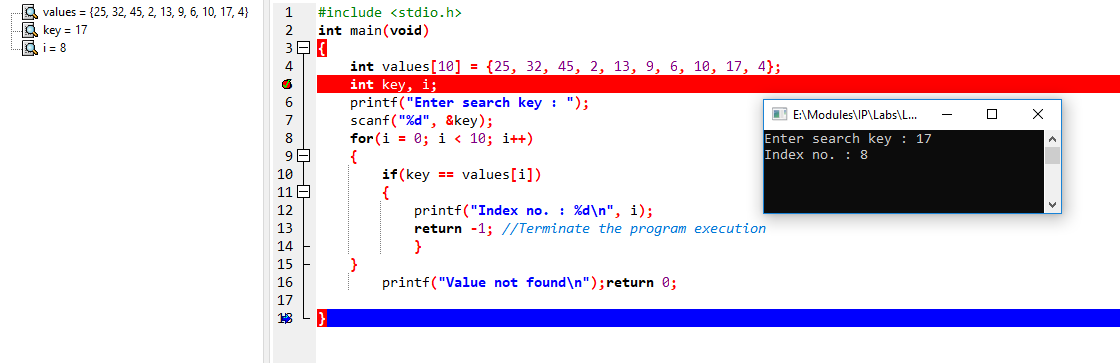 values = {25, 32, 45, 2, 13, 9, 6, 10, 17, 4}
key = 17
i = 8
1 #include <stdio.h>
2 int main(void)
3 {
4 int values[10] = {25, 32, 45, 2, 13, 9, 6, 10, 17, 4};
int key, i;
6 printf("Enter search key : ");
7 scanf("%d", &key);
8 for(i = 0; i < 10; i++)
9 {
10 if(key == values[i])
11 {
12 printf("Index no. : %d\n", i);
13 return -1; //Terminate the program execution
14 }
15 }
16 printf("Value not found\n");return 0;
17
18 }
E:\Modules\IP\Labs\L...
Enter search key : 17
Index no. : 8